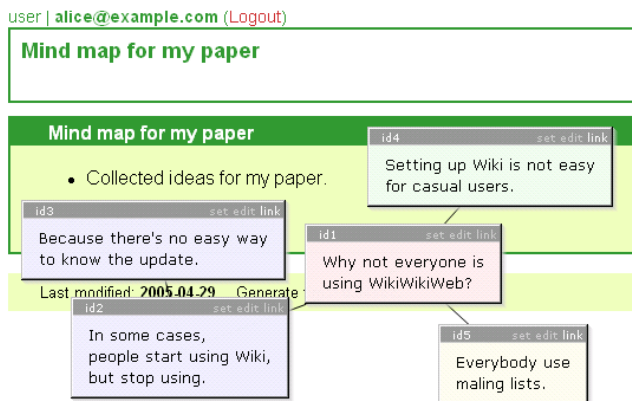 user | alice@example.com (Logout)
Mind map for my paper
Mind map for my paper
• Collected ideas for my paper.
id4 set edit link
Setting up Wiki is not easy
for casual users.
id3 set edit link
Because there's no easy way
to know the update.
id1 set edit link
Why not everyone is
using WikiWikiWeb?
Last modified: 2005-04-29 Generate
id2 set edit link
In some cases,
people start using Wiki,
but stop using.
id5 set edit link
Everybody use
maling lists.